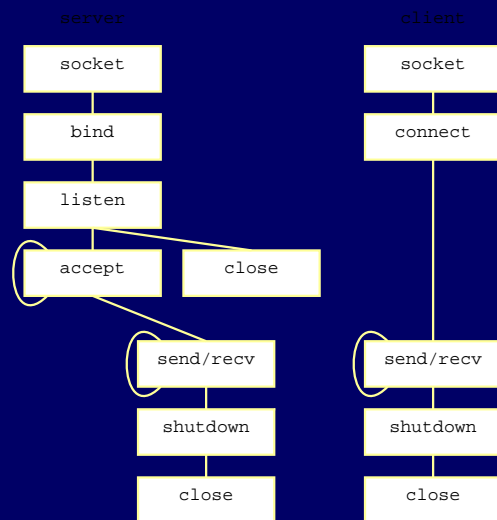 server
socket
bind
listen
accept
close
send/recv
shutdown
close
client
socket
connect
send/recv
shutdown
close